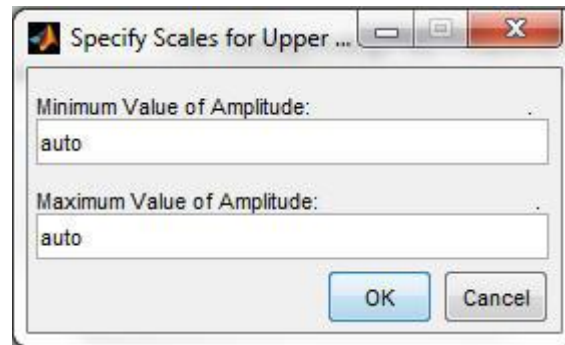 Specify Scales for Upper ...
Minimum Value of Amplitude: .
auto
Maximum Value of Amplitude: .
auto
OK Cancel